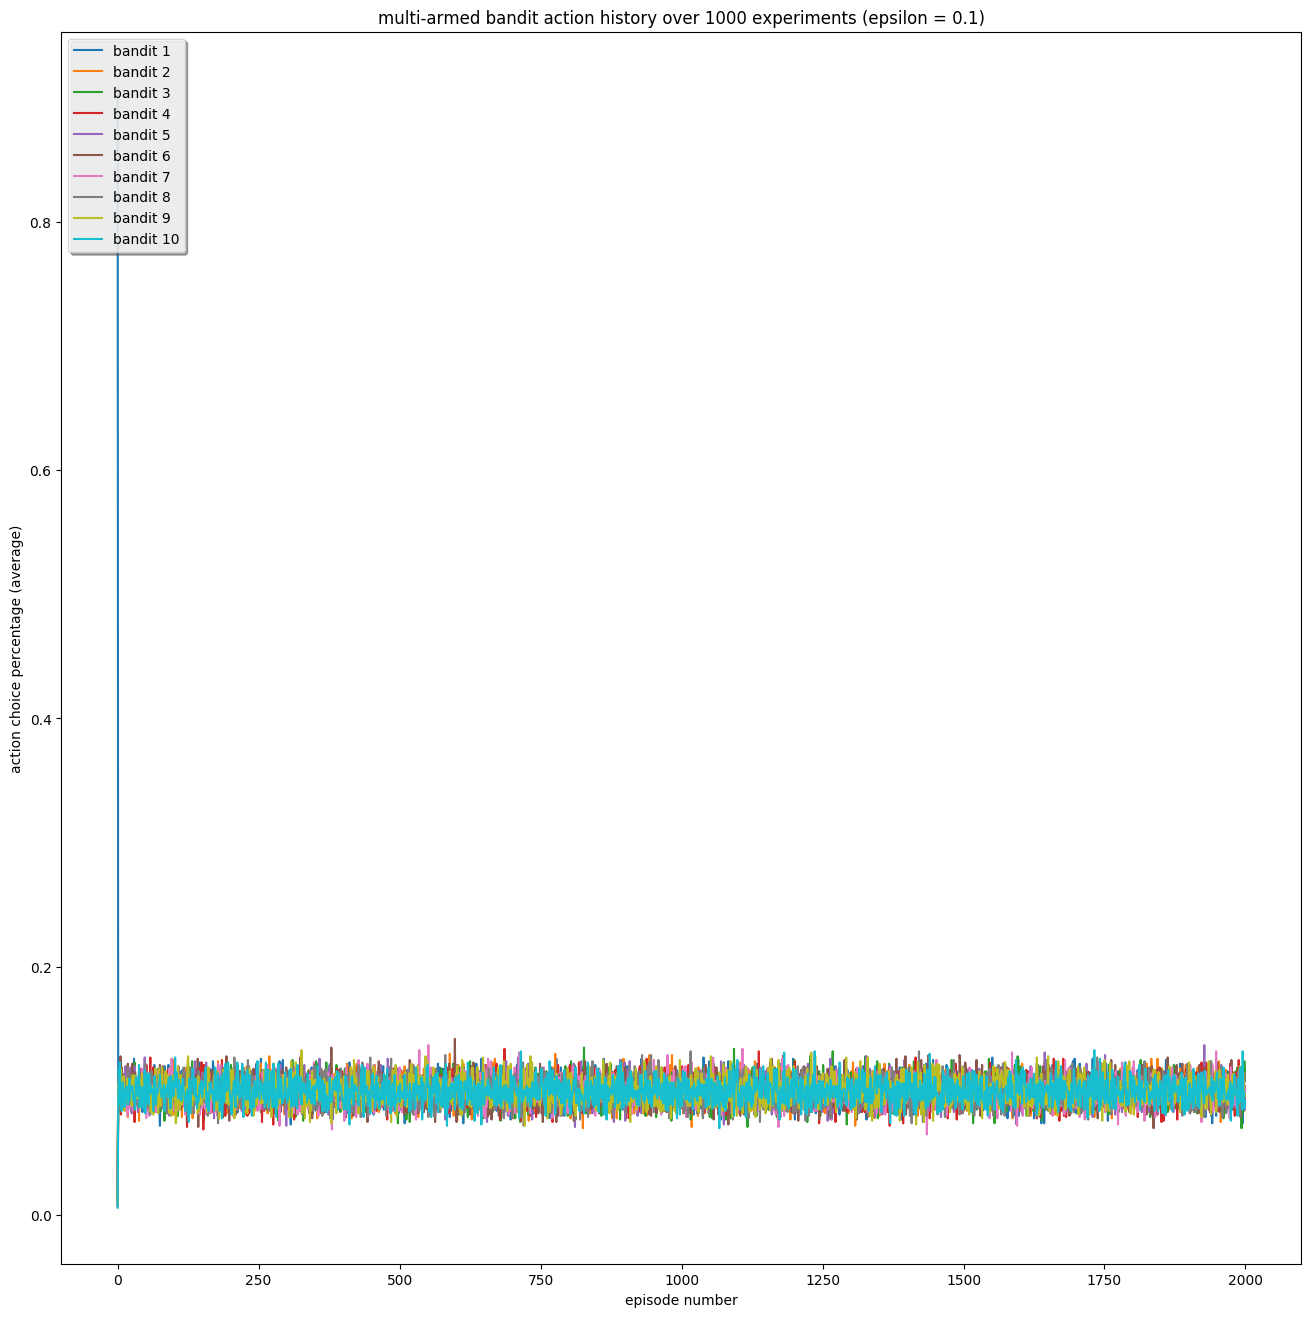 multi-armed bandit action history over 1000 experiments (epsilon = 0.1)
bandit 1
bandit 2
bandit 3
bandit 4
bandit 5
bandit 6
bandit 7
bandit 8
bandit 9
bandit 10
0.8
0.6
0.4
0.2
0.0
action choice percentage (average)
0 250 500 750 1000 1250 1500 1750 2000
episode number